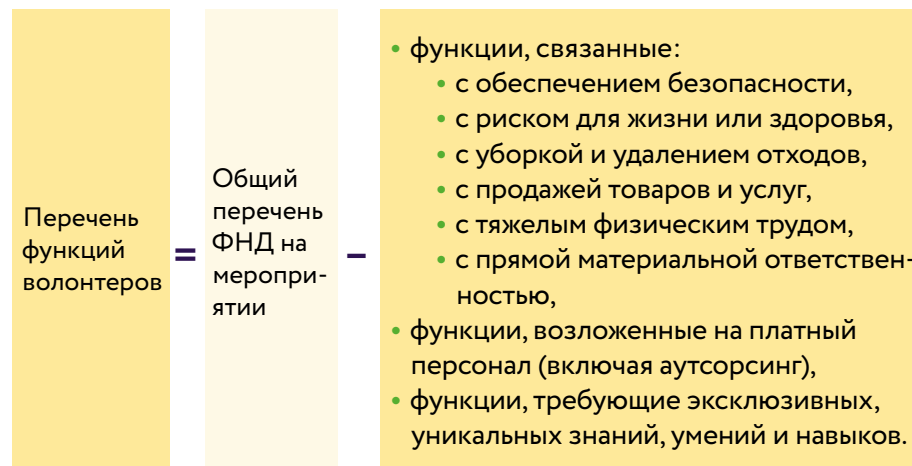 Перечень
функций
волонтеров
=
Общий
перечень
ФНД на
меропри-
ятии
–
• функции, связанные:
• с обеспечением безопасности,
• с риском для жизни или здоровья,
• с уборкой и удалением отходов,
• с продажей товаров и услуг,
• с тяжелым физическим трудом,
• с прямой материальной ответствен-
ностью,
• функции, возложенные на платный
персонал (включая аутсорсинг),
• функции, требующие эксклюзивных,
уникальных знаний, умений и навыков.